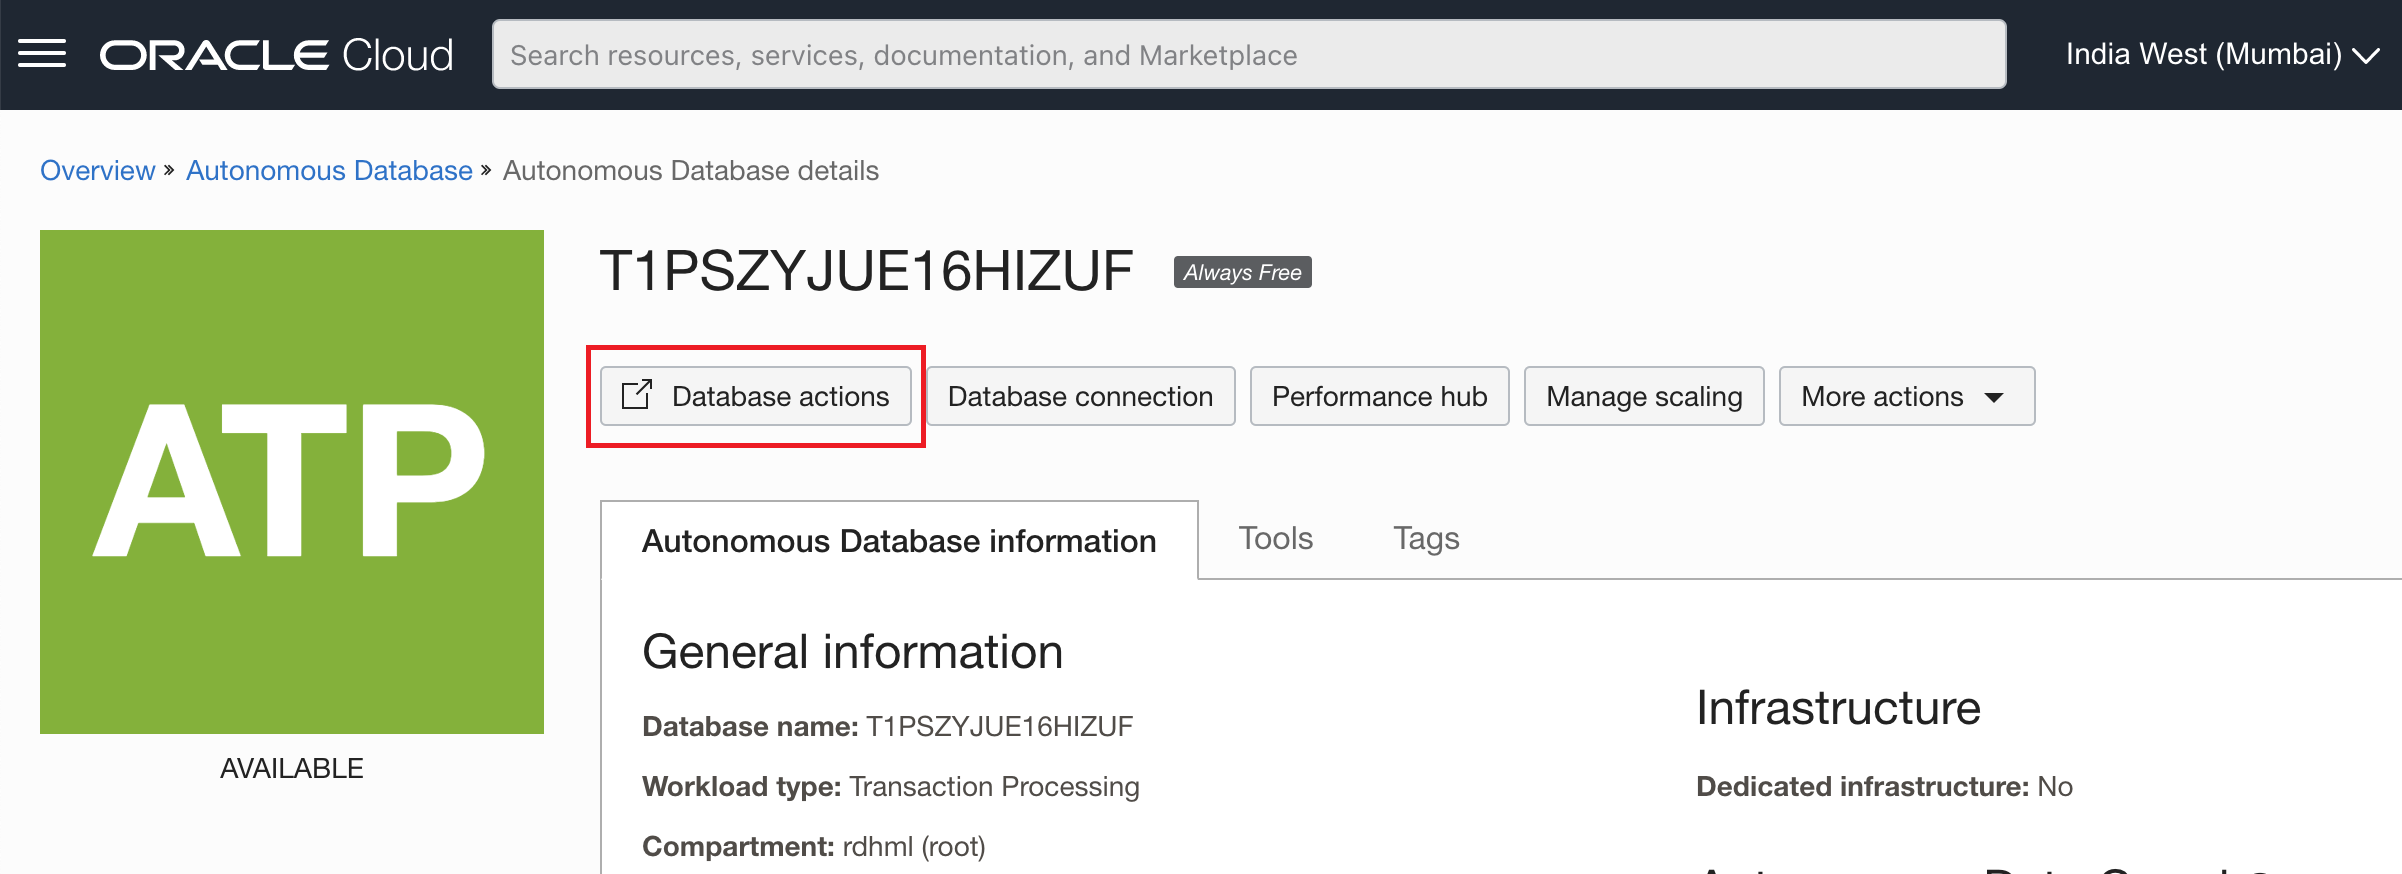 ORACLE Cloud
Search resources, services, documentation, and Marketplace
India West (Mumbai)
Overview » Autonomous Database » Autonomous Database details
ATP
AVAILABLE
T1PSZYJUE16HIZUF
Always Free
Database actions
Database connection
Performance hub
Manage scaling
More actions
Autonomous Database information
Tools
Tags
General information
Database name: T1PSZYJUE16HIZUF
Workload type: Transaction Processing
Compartment: rdhml (root)
Infrastructure
Dedicated infrastructure: No